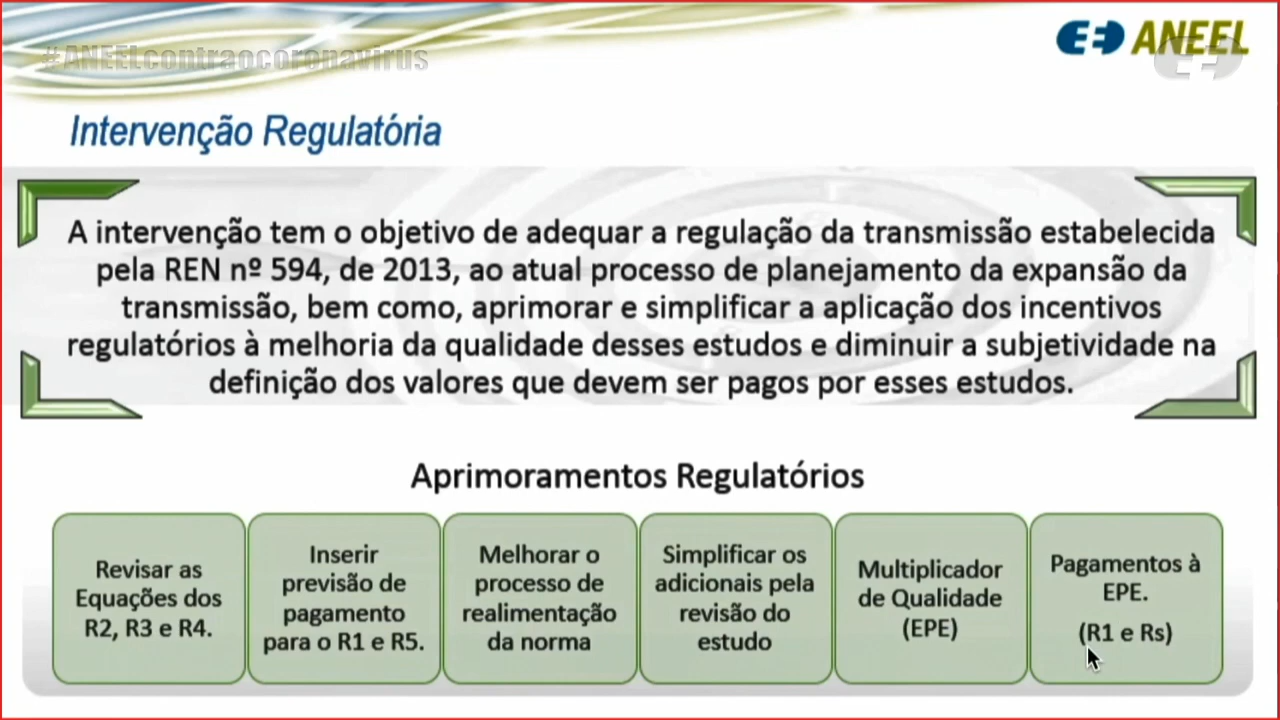 #ANEELcontraocoronavirus
ANEEL
Intervenção Regulatória
A intervenção tem o objetivo de adequar a regulação da transmissão estabelecida
pela REN nº 594, de 2013, ao atual processo de planejamento da expansão da
transmissão, bem como, aprimorar e simplificar a aplicação dos incentivos
regulatórios à melhoria da qualidade desses estudos e diminuir a subjetividade na
definição dos valores que devem ser pagos por esses estudos.
Aprimoramentos Regulatórios
Revisar as
Equações dos
R2, R3 e R4.
Inserir
previsão de
pagamento
para o R1 e R5.
Melhorar o
processo de
realimentação
da norma
Simplificar os
adicionais pela
revisão do
estudo
Multiplicador
de Qualidade
(EPE)
Pagamentos à
EPE.
(R1 e Rs)